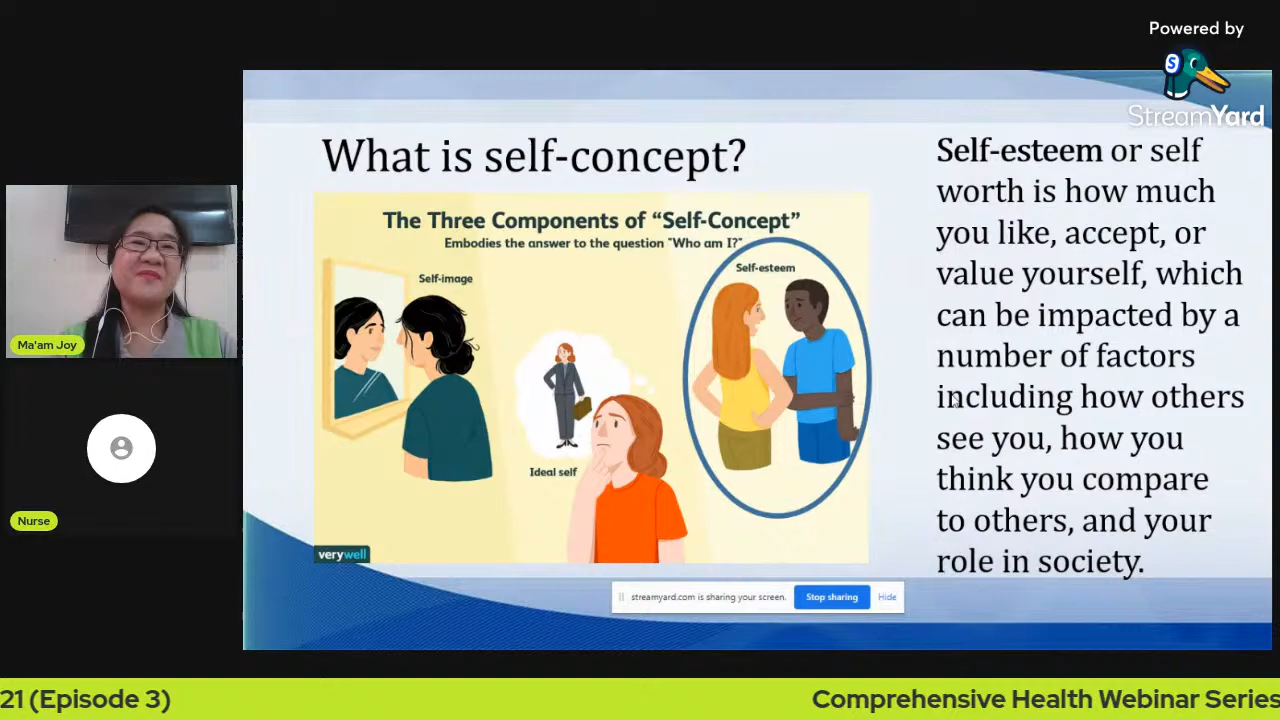 Powered by
S
StreamYard
What is self-concept?
The Three Components of “Self-Concept”
Embodies the answer to the question "Who am I?"
Self-image
Ideal self
Self-esteem
verywell
Self-esteem or self
worth is how much
you like, accept, or
value yourself, which
can be impacted by a
number of factors
including how others
see you, how you
think you compare
to others, and your
role in society.
Ma'am Joy
Nurse
streamyard.com is sharing your screen.
Stop sharing
Hide
21 (Episode 3)
Comprehensive Health Webinar Series